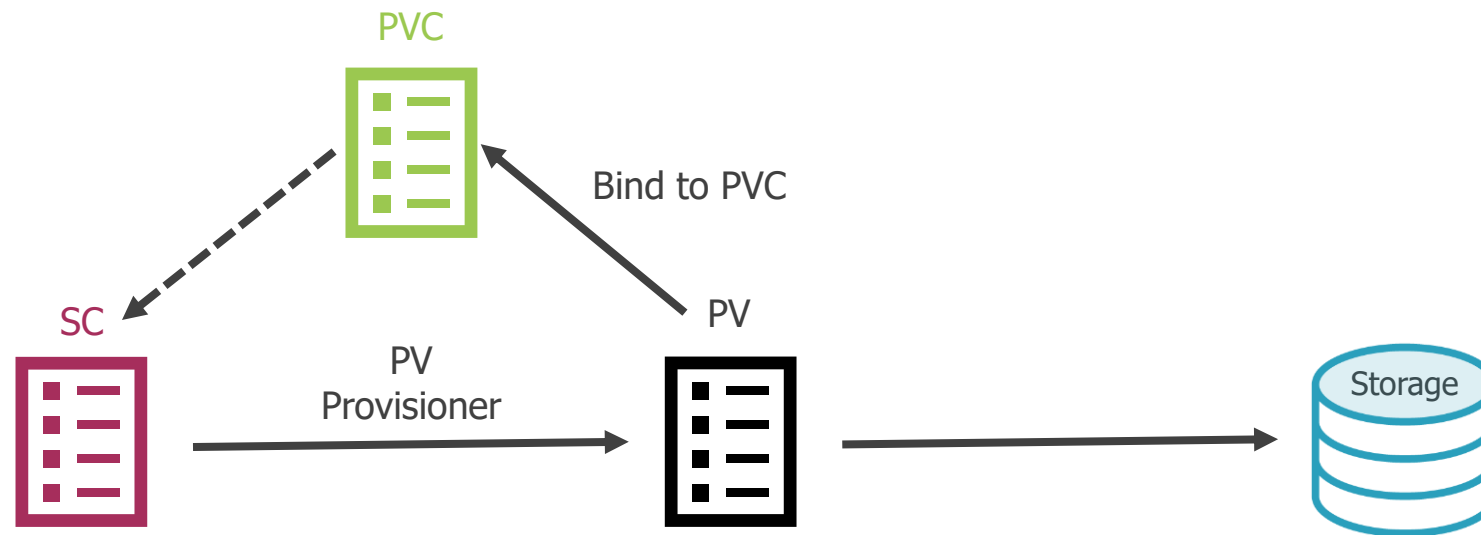 PVC
Bind to PVC
SC
PV
PV
Provisioner
Storage